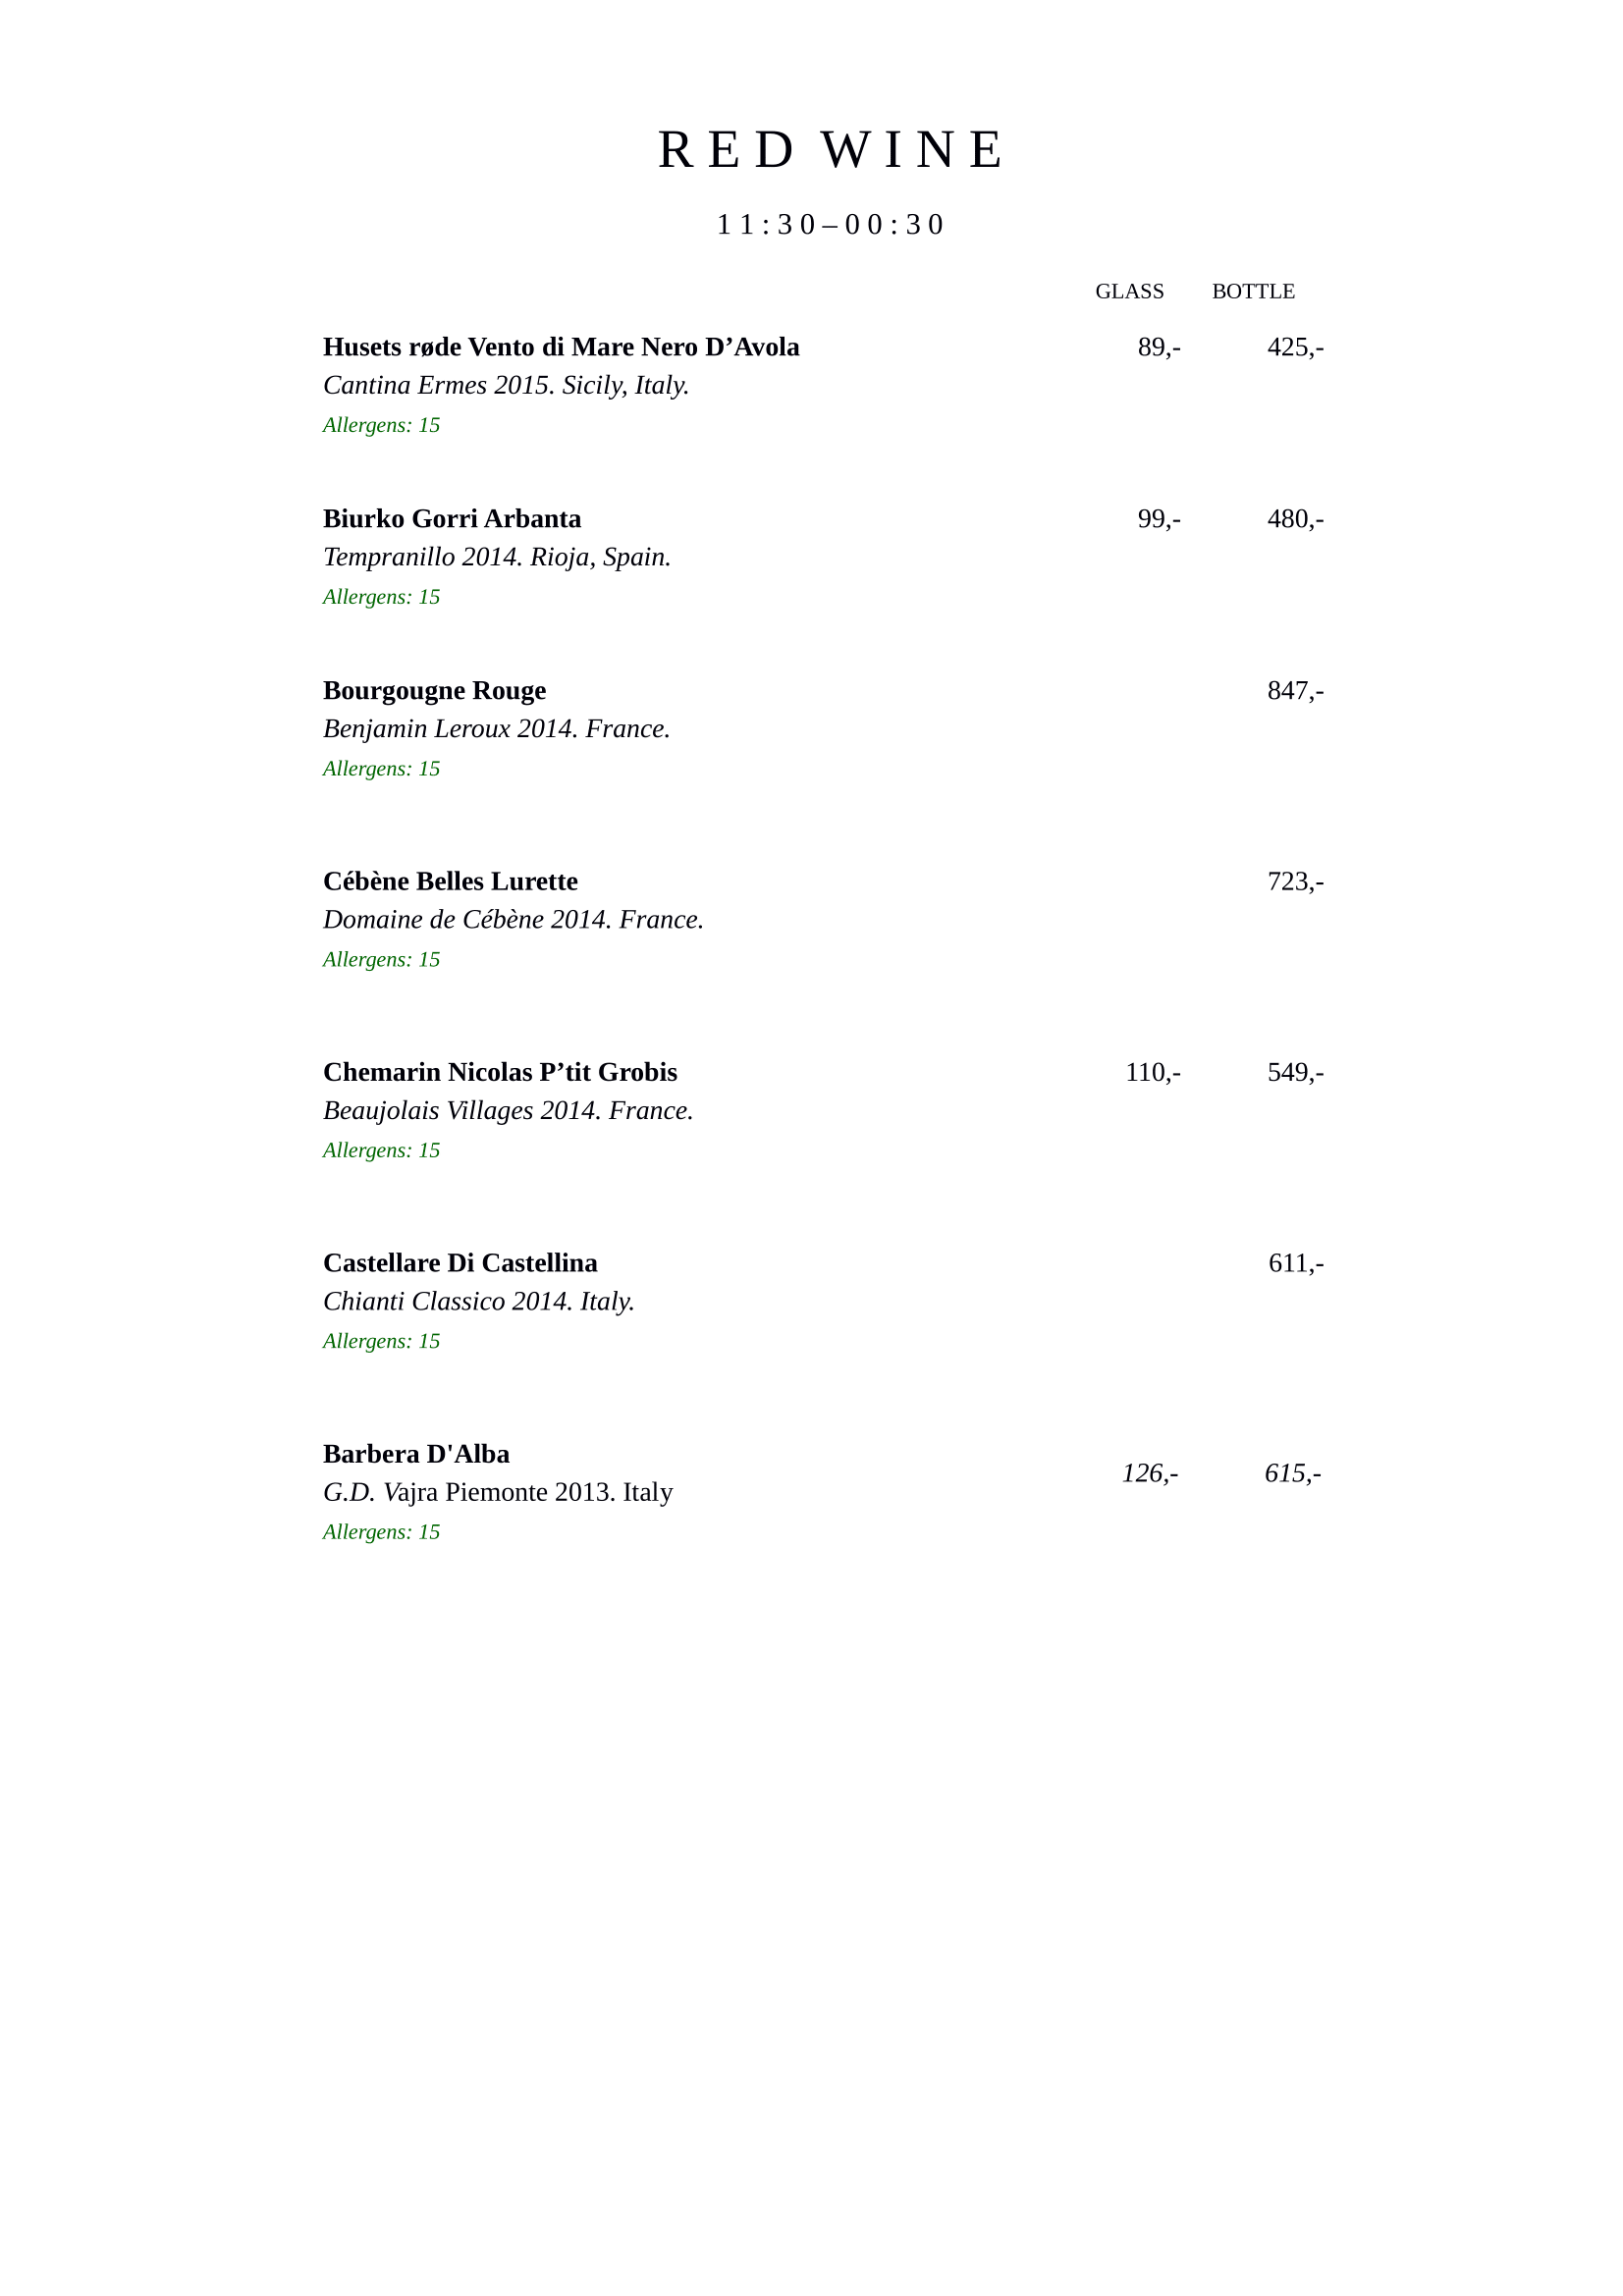 RED WINE
11:30–00:30
GLASS BOTTLE
Husets røde Vento di Mare Nero D’Avola 89,- 425,-
Cantina Ermes 2015. Sicily, Italy.
Allergens: 15
Biurko Gorri Arbanta 99,- 480,-
Tempranillo 2014. Rioja, Spain.
Allergens: 15
Bourgougne Rouge 847,-
Benjamin Leroux 2014. France.
Allergens: 15
Cébène Belles Lurette 723,-
Domaine de Cébène 2014. France.
Allergens: 15
Chemarin Nicolas P’tit Grobis 110,- 549,-
Beaujolais Villages 2014. France.
Allergens: 15
Castellare Di Castellina 611,-
Chianti Classico 2014. Italy.
Allergens: 15
Barbera D'Alba
126,- 615,-
G.D. Vajra Piemonte 2013. Italy
Allergens: 15